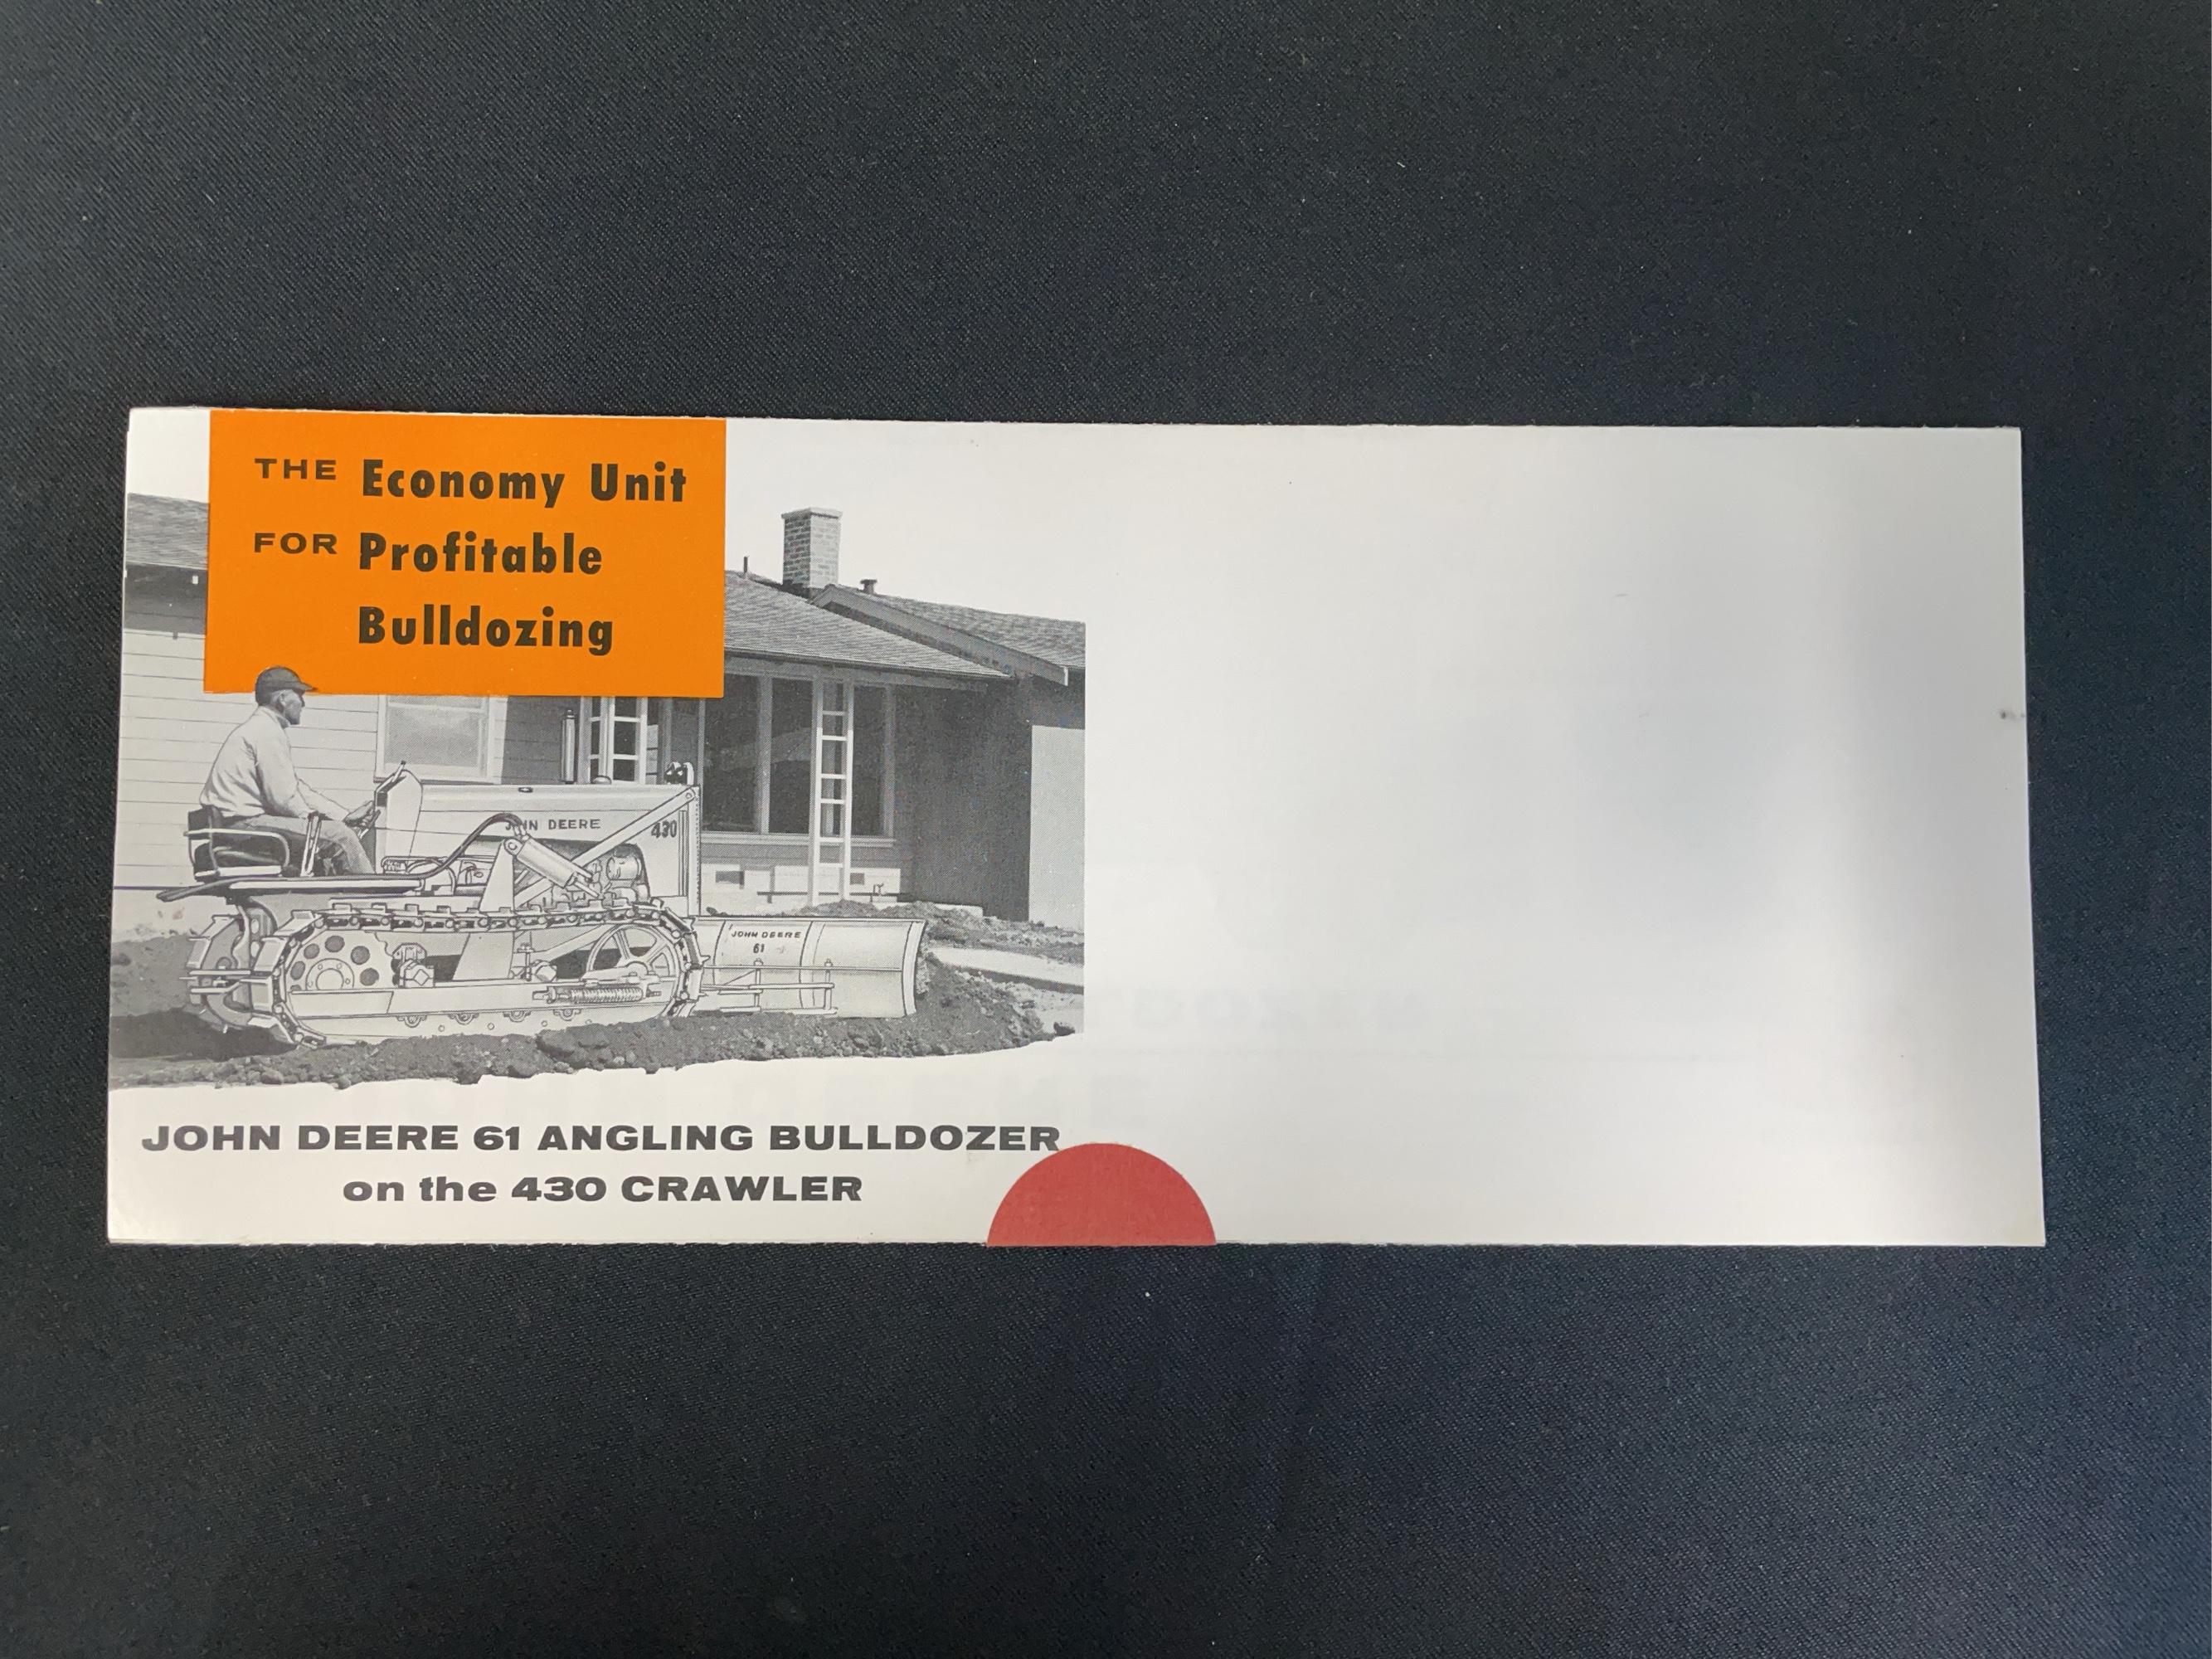 THE Economy Unit
FOR Profitable
Bulldozing
JOHN DEERE
430
JOHN DEERE
61
JOHN DEERE 61 ANGLING BULLDOZER
on the 430 CRAWLER